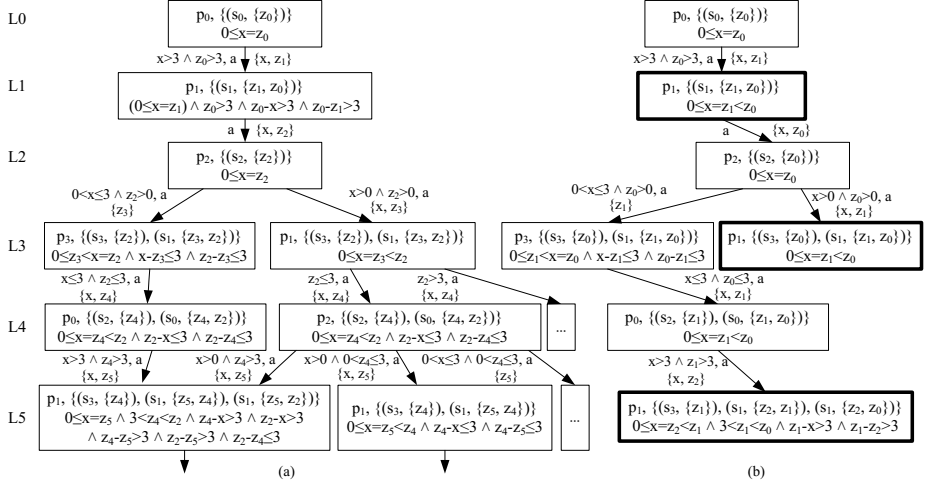 L0
p₀, {(s₀, {z₀})}
0≤x=z₀
p₀, {(s₀, {z₀})}
0≤x=z₀
x>3 ∧ z₀>3, a
{x, z₁}
x>3 ∧ z₀>3, a
{x, z₁}
L1
p₁, {(s₁, {z₁, z₀})}
(0≤x=z₁) ∧ z₀>3 ∧ z₀-x>3 ∧ z₀-z₁>3
p₁, {(s₁, {z₁, z₀})}
0≤x=z₁<z₀
a
{x, z₂}
a
{x, z₀}
L2
p₂, {(s₂, {z₂})}
0≤x=z₂
p₂, {(s₂, {z₀})}
0≤x=z₀
0<x≤3 ∧ z₂>0, a
{z₃}
x>0 ∧ z₂>0, a
{x, z₃}
0<x≤3 ∧ z₀>0, a
{z₁}
x>0 ∧ z₀>0, a
{x, z₁}
L3
p₃, {(s₃, {z₂}), (s₁, {z₃, z₂})}
0≤z₃<x=z₂ ∧ x-z₃≤3 ∧ z₂-z₃≤3
p₁, {(s₃, {z₂}), (s₁, {z₃, z₂})}
0≤x=z₃<z₂
p₃, {(s₃, {z₀}), (s₁, {z₁, z₀})}
0≤z₁<x=z₀ ∧ x-z₁≤3 ∧ z₀-z₁≤3
p₁, {(s₃, {z₀}), (s₁, {z₁, z₀})}
0≤x=z₁<z₀
x≤3 ∧ z₂≤3, a
{x, z₄}
z₂≤3, a
{x, z₄}
z₂>3, a
{x, z₄}
x≤3 ∧ z₀≤3, a
{x, z₁}
L4
p₀, {(s₂, {z₄}), (s₀, {z₄, z₂})}
0≤x=z₄<z₂ ∧ z₂-x≤3 ∧ z₂-z₄≤3
p₂, {(s₂, {z₄}), (s₀, {z₄, z₂})}
0≤x=z₄<z₂ ∧ z₂-x≤3 ∧ z₂-z₄≤3
...
p₀, {(s₂, {z₁}), (s₀, {z₁, z₀})}
0≤x=z₁<z₀
x>3 ∧ z₄>3, a
{x, z₅}
x>0 ∧ z₄>3, a
{x, z₅}
x>0 ∧ 0<z₄≤3, a
{x, z₅}
0<x≤3 ∧ 0<z₄≤3, a
{z₅}
x>3 ∧ z₁>3, a
{x, z₂}
L5
p₁, {(s₃, {z₄}), (s₁, {z₅, z₄}), (s₁, {z₅, z₂})}
0≤x=z₅ ∧ 3<z₄<z₂ ∧ z₄-x>3 ∧ z₂-x>3
∧ z₄-z₅>3 ∧ z₂-z₅>3 ∧ z₂-z₄≤3
p₁, {(s₃, {z₄}), (s₁, {z₅, z₄})}
0≤x=z₅<z₄ ∧ z₄-x≤3 ∧ z₄-z₅≤3
...
p₁, {(s₃, {z₁}), (s₁, {z₂, z₁}), (s₁, {z₂, z₀})}
0≤x=z₂<z₁ ∧ 3<z₁<z₀ ∧ z₁-x>3 ∧ z₁-z₂>3
(a)
(b)